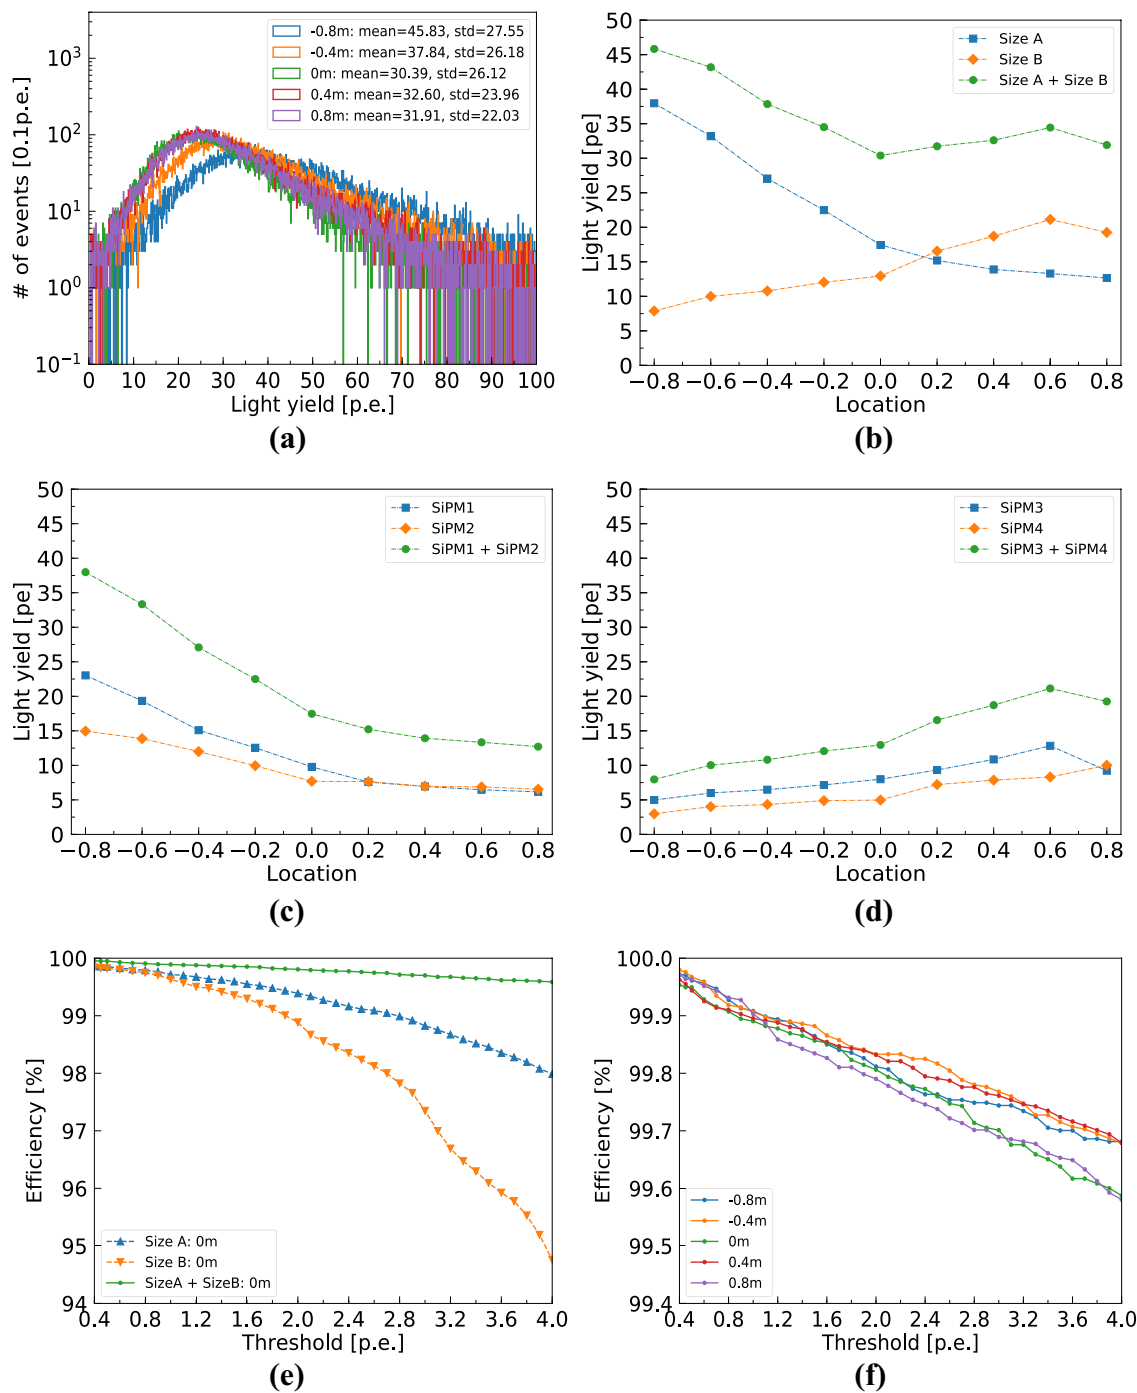 -0.8m: mean=45.83, std=27.55
-0.4m: mean=37.84, std=26.18
0m: mean=30.39, std=26.12
0.4m: mean=32.60, std=23.96
0.8m: mean=31.91, std=22.03
# of events [0.1p.e.]
10³
10²
10¹
10⁰
10⁻¹
0 10 20 30 40 50 60 70 80 90 100
Light yield [p.e.]
(a)
Size A
Size B
Size A + Size B
Light yield [pe]
50
45
40
35
30
25
20
15
10
5
0
−0.8 −0.6 −0.4 −0.2 0.0 0.2 0.4 0.6 0.8
Location
(b)
SiPM1
SiPM2
SiPM1 + SiPM2
Light yield [pe]
50
45
40
35
30
25
20
15
10
5
0
−0.8 −0.6 −0.4 −0.2 0.0 0.2 0.4 0.6 0.8
Location
(c)
SiPM3
SiPM4
SiPM3 + SiPM4
Light yield [pe]
50
45
40
35
30
25
20
15
10
5
0
−0.8 −0.6 −0.4 −0.2 0.0 0.2 0.4 0.6 0.8
Location
(d)
Efficiency [%]
100
99
98
97
96
95
94
Size A: 0m
Size B: 0m
SizeA + SizeB: 0m
0.4 0.8 1.2 1.6 2.0 2.4 2.8 3.2 3.6 4.0
Threshold [p.e.]
(e)
Efficiency [%]
100.0
99.9
99.8
99.7
99.6
99.5
99.4
-0.8m
-0.4m
0m
0.4m
0.8m
0.4 0.8 1.2 1.6 2.0 2.4 2.8 3.2 3.6 4.0
Threshold [p.e.]
(f)